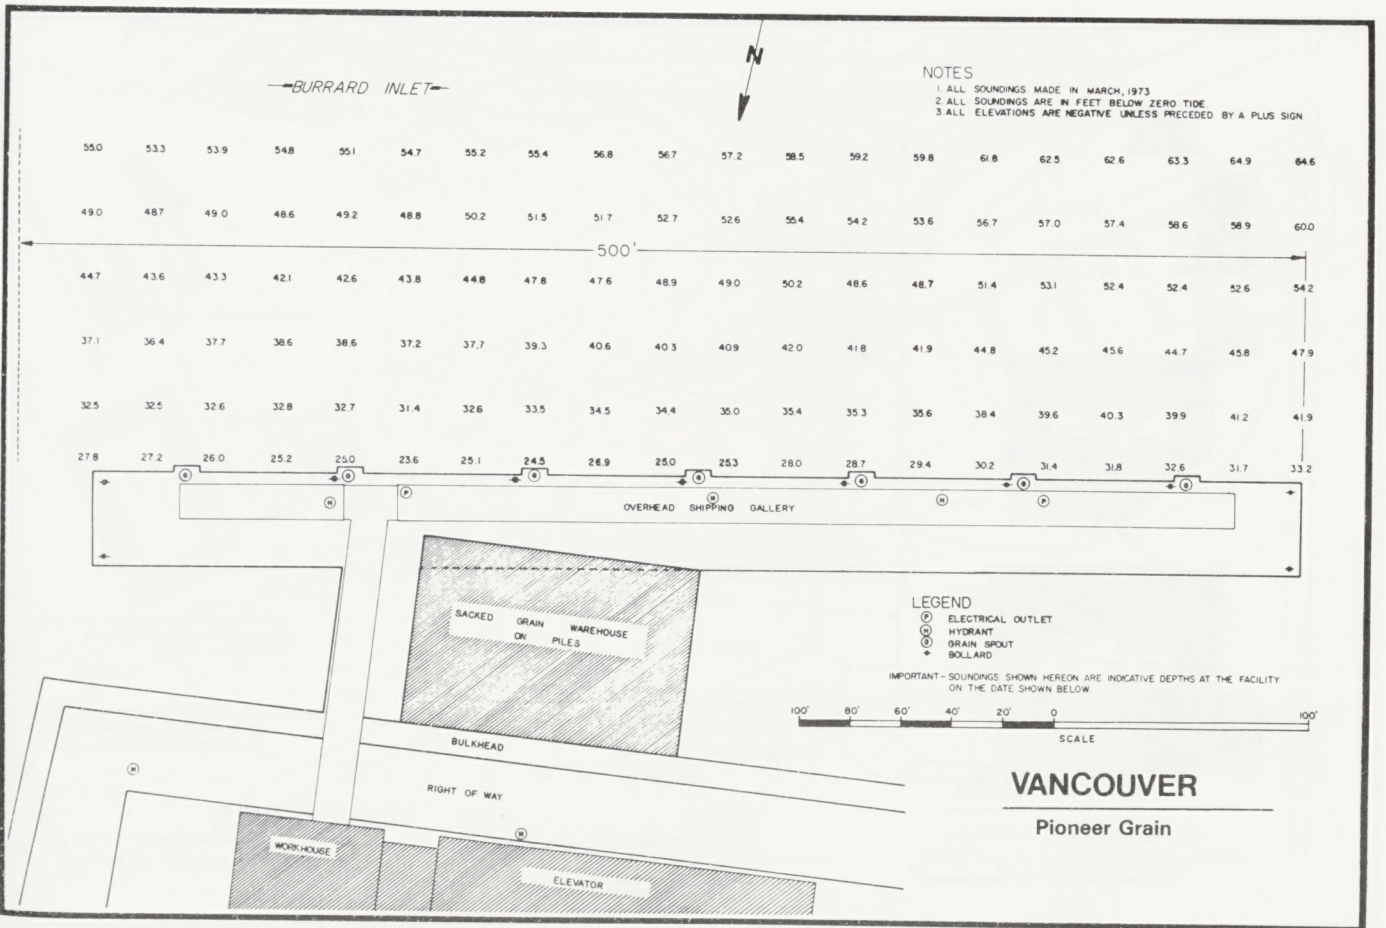 BURRARD INLET
N
NOTES
1. ALL SOUNDINGS MADE IN MARCH, 1973
2. ALL SOUNDINGS ARE IN FEET BELOW ZERO TIDE.
3. ALL ELEVATIONS ARE NEGATIVE UNLESS PRECEDED BY A PLUS SIGN.
55.0 53.3 53.9 54.8 55.1 54.7 55.2 55.4 56.8 56.7 57.2 58.5 59.2 59.8 61.8 62.5 62.6 63.3 64.9 64.6
49.0 48.7 49.0 48.6 49.2 48.8 50.2 51.5 51.7 52.7 52.6 55.4 54.2 53.6 56.7 57.0 57.4 58.6 58.9 60.0
500'
44.7 43.6 43.3 42.1 42.6 43.8 44.8 47.8 47.6 48.9 49.0 50.2 48.6 48.7 51.4 53.1 52.4 52.4 52.6 54.2
37.1 36.4 37.7 38.6 38.6 37.2 37.7 39.3 40.6 40.3 40.9 42.0 41.8 41.9 44.8 45.2 45.6 44.7 45.8 47.9
32.5 32.5 32.6 32.8 32.7 31.4 32.6 33.5 34.5 34.4 35.0 35.4 35.3 35.6 38.4 39.6 40.3 39.9 41.2 41.9
27.8 27.2 26.0 25.2 25.0 23.6 25.1 24.5 26.9 25.0 25.3 28.0 28.7 29.4 30.2 31.4 31.8 32.6 31.7 33.2
OVERHEAD SHIPPING GALLERY
SACKED GRAIN WAREHOUSE
ON PILES
LEGEND
P ELECTRICAL OUTLET
H HYDRANT
G GRAIN SPOUT
BOLLARD
IMPORTANT - SOUNDINGS SHOWN HEREON ARE INDICATIVE DEPTHS AT THE FACILITY
ON THE DATE SHOWN BELOW
100' 80' 60' 40' 20' 0 100'
SCALE
BULKHEAD
RIGHT OF WAY
WORKHOUSE
ELEVATOR
VANCOUVER
Pioneer Grain